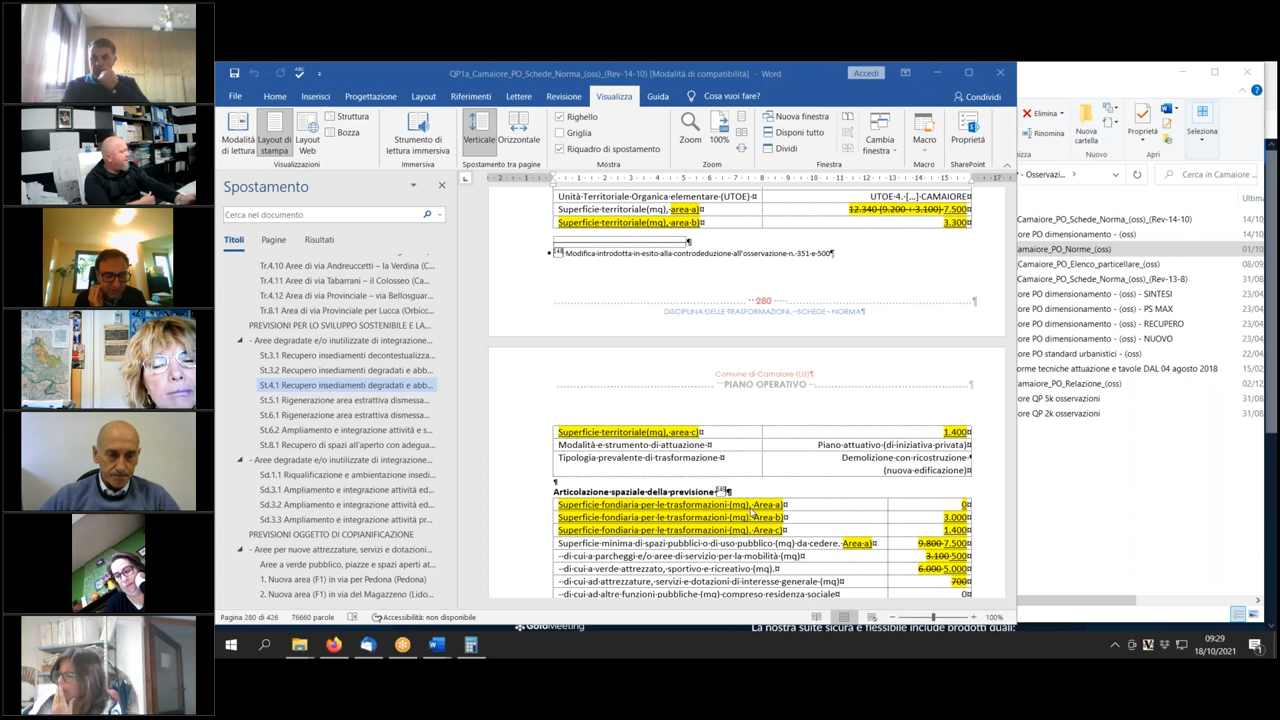 QP1a_Camaiore_PO_Schede_Norma_(oss)_(Rev-14-10) [Modalità di compatibilità] - Word
Accedi
File Home Inserisci Progettazione Layout Riferimenti Lettere Revisione Visualizza Guida Cosa vuoi fare? Condividi
Modalità di lettura
Layout di stampa
Layout Web
Struttura
Bozza
Visualizzazioni
Strumento di lettura immersiva
Immersiva
Verticale
Orizzontale
Spostamento tra pagine
Righello
Griglia
Riquadro di spostamento
Mostra
Zoom
100%
Zoom
Nuova finestra
Disponi tutto
Dividi
Cambia finestra
Finestra
Macro
Macro
Proprietà
SharePoint
Spostamento
Cerca nel documento
Titoli Pagine Risultati
Tr.4.10 Aree di via Andreuccetti – la Verdina (C...
Tr.4.11 Aree di via Tabarrani – il Colosseo (Cam...
Tr.4.12 Area di via Provinciale – via Bellosguar...
Tr.8.1 Area di via Provinciale per Lucca (Orbicc...
PREVISIONI PER LO SVILUPPO SOSTENIBILE E LA...
- Aree degradate e/o inutilizzate di integrazione...
St.3.1 Recupero insediamenti decontestualizza...
St.3.2 Recupero insediamenti degradati e abb...
St.4.1 Recupero insediamenti degradati e abb...
St.5.1 Rigenerazione area estrattiva dismessa...
St.6.1 Rigenerazione area estrattiva dismessa...
St.6.2 Ampliamento e integrazione attività e s...
St.8.1 Recupero di spazi all'aperto con adegua...
- Aree degradate e/o inutilizzate di integrazione...
Sd.1.1 Riqualificazione e ambientazione insedi...
Sd.3.1 Ampliamento e integrazione attività ed...
Sd.3.2 Ampliamento e integrazione attività ed...
Sd.3.3 Ampliamento e integrazione attività pr...
PREVISIONI OGGETTO DI COPIANIFICAZIONE
- Aree per nuove attrezzature, servizi e dotazioni...
Aree a verde pubblico, piazze e spazi aperti at...
1. Nuova area (F1) in via per Pedona (Pedona)
2. Nuova area (F1) in via del Magazzeno (Lido...
1 2 3 4 5 6 7 8 9 10 11 12 13 14 15 17
Unità·Territoriale·Organica·elementare·(UTOE)·¤ UTOE·4.·[…]·CAMAIORE¤
Superficie·territoriale(mq),·area·a)¤ 12.340·(9.200·+·3.100)·7.500¤
Superficie·territoriale(mq),·area·b)¤ 3.300¤
¶
Modifica·introdotta·in·esito·alla·controdeduzione·all'osservazione·n.·351·e·500¶
280
DISCIPLINA·DELLE·TRASFORMAZIONI.·SCHEDE·-·NORMA¶
Comune·di·Camaiore·(LU)¶
PIANO·OPERATIVO
Superficie·territoriale(mq),·area·c)¤ 1.400¤
Modalità·e·strumento·di·attuazione·¤ Piano·attuativo·(di·iniziativa·privata)¤
Tipologia·prevalente·di·trasformazione·¤ Demolizione·con·ricostruzione·
(nuova·edificazione)¤
¶
Articolazione·spaziale·della·previsione·¶
Superficie·fondiaria·per·le·trasformazioni·(mq),·Area·a)¤ 0¤
Superficie·fondiaria·per·le·trasformazioni·(mq).·Area·b)¤ 3.000¤
Superficie·fondiaria·per·le·trasformazioni·(mq).·Area·c)¤ 1.400¤
Superficie·minima·di·spazi·pubblici·o·di·uso·pubblico·(mq)·da·cedere.·Area·a)¤ 9.800·7.500¤
-·di·cui·a·parcheggi·e/o·aree·di·servizio·per·la·mobilità·(mq)¤ 3.100·500¤
-·di·cui·a·verde·attrezzato,·sportivo·e·ricreativo·(mq).¤ 6.000·5.000¤
-·di·cui·ad·attrezzature,·servizi·e·dotazioni·di·interesse·generale·(mq)¤ 700¤
-·di·cui·ad·altre·funzioni·pubbliche·(mq)·compreso·residenza·sociale¤ 0¤
Pagina 280 di 426 76660 parole Accessibilità: non disponibile 100%
Elimina
Rinomina
Nuova cartella
Nuovo
Proprietà
Apri
Seleziona
- Osservazi...
Cerca in Camaiore ...
amaiore_PO_Schede_Norma_(oss)_(Rev-14-10) 14/10
ore PO dimensionamento - (oss) 14/10
amaiore_PO_Norme_(oss) 01/10
Camaiore_PO_Elenco_particellare_(oss) 08/09
Camaiore_PO_Schede_Norma_(oss)_(Rev-13-8) 31/08
ore PO dimensionamento - (oss) - SINTESI 23/04
ore PO dimensionamento - (oss) - PS MAX 23/04
ore PO dimensionamento - (oss) - RECUPERO 23/04
ore PO dimensionamento - (oss) - NUOVO 23/04
ore PO standard urbanistici - (oss)
orme tecniche attuazione e tavole DAL 04 agosto 2018
Camaiore_PO_Relazione_(oss) 02/12
ore QP 5k osservazioni 31/08
ore QP 2k osservazioni
GoToMeeting
La nostra suite sicura e flessibile include prodotti quali:
09:29
18/10/2021